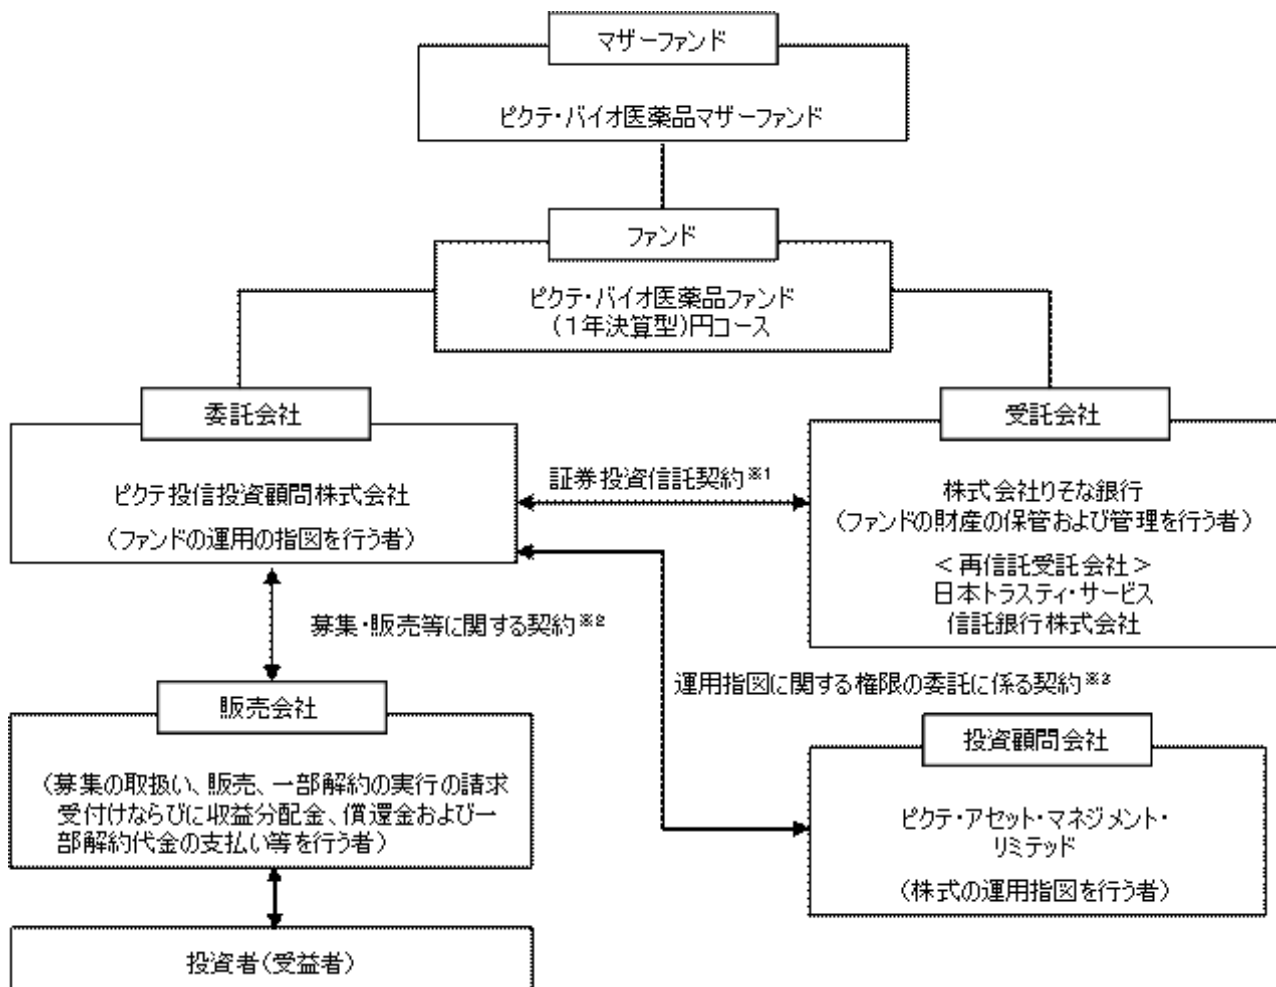 マザーファンド
ピクテ・バイオ医薬品マザーファンド
ファンド
ピクテ・バイオ医薬品ファンド
(1年決算型)円コース
委託会社
ピクテ投信投資顧問株式会社
(ファンドの運用の指図を行う者)
証券投資信託契約※1
受託会社
株式会社りそな銀行
(ファンドの財産の保管および管理を行う者)
<再信託受託会社>
日本トラスティ・サービス
信託銀行株式会社
募集・販売等に関する契約※2
運用指図に関する権限の委託に係る契約※3
販売会社
(募集の取扱い、販売、一部解約の実行の請求
受付けならびに収益分配金、償還金および一
部解約代金の支払い等を行う者)
投資顧問会社
ピクテ・アセット・マネジメント・
リミテッド
(株式の運用指図を行う者)
投資者(受益者)